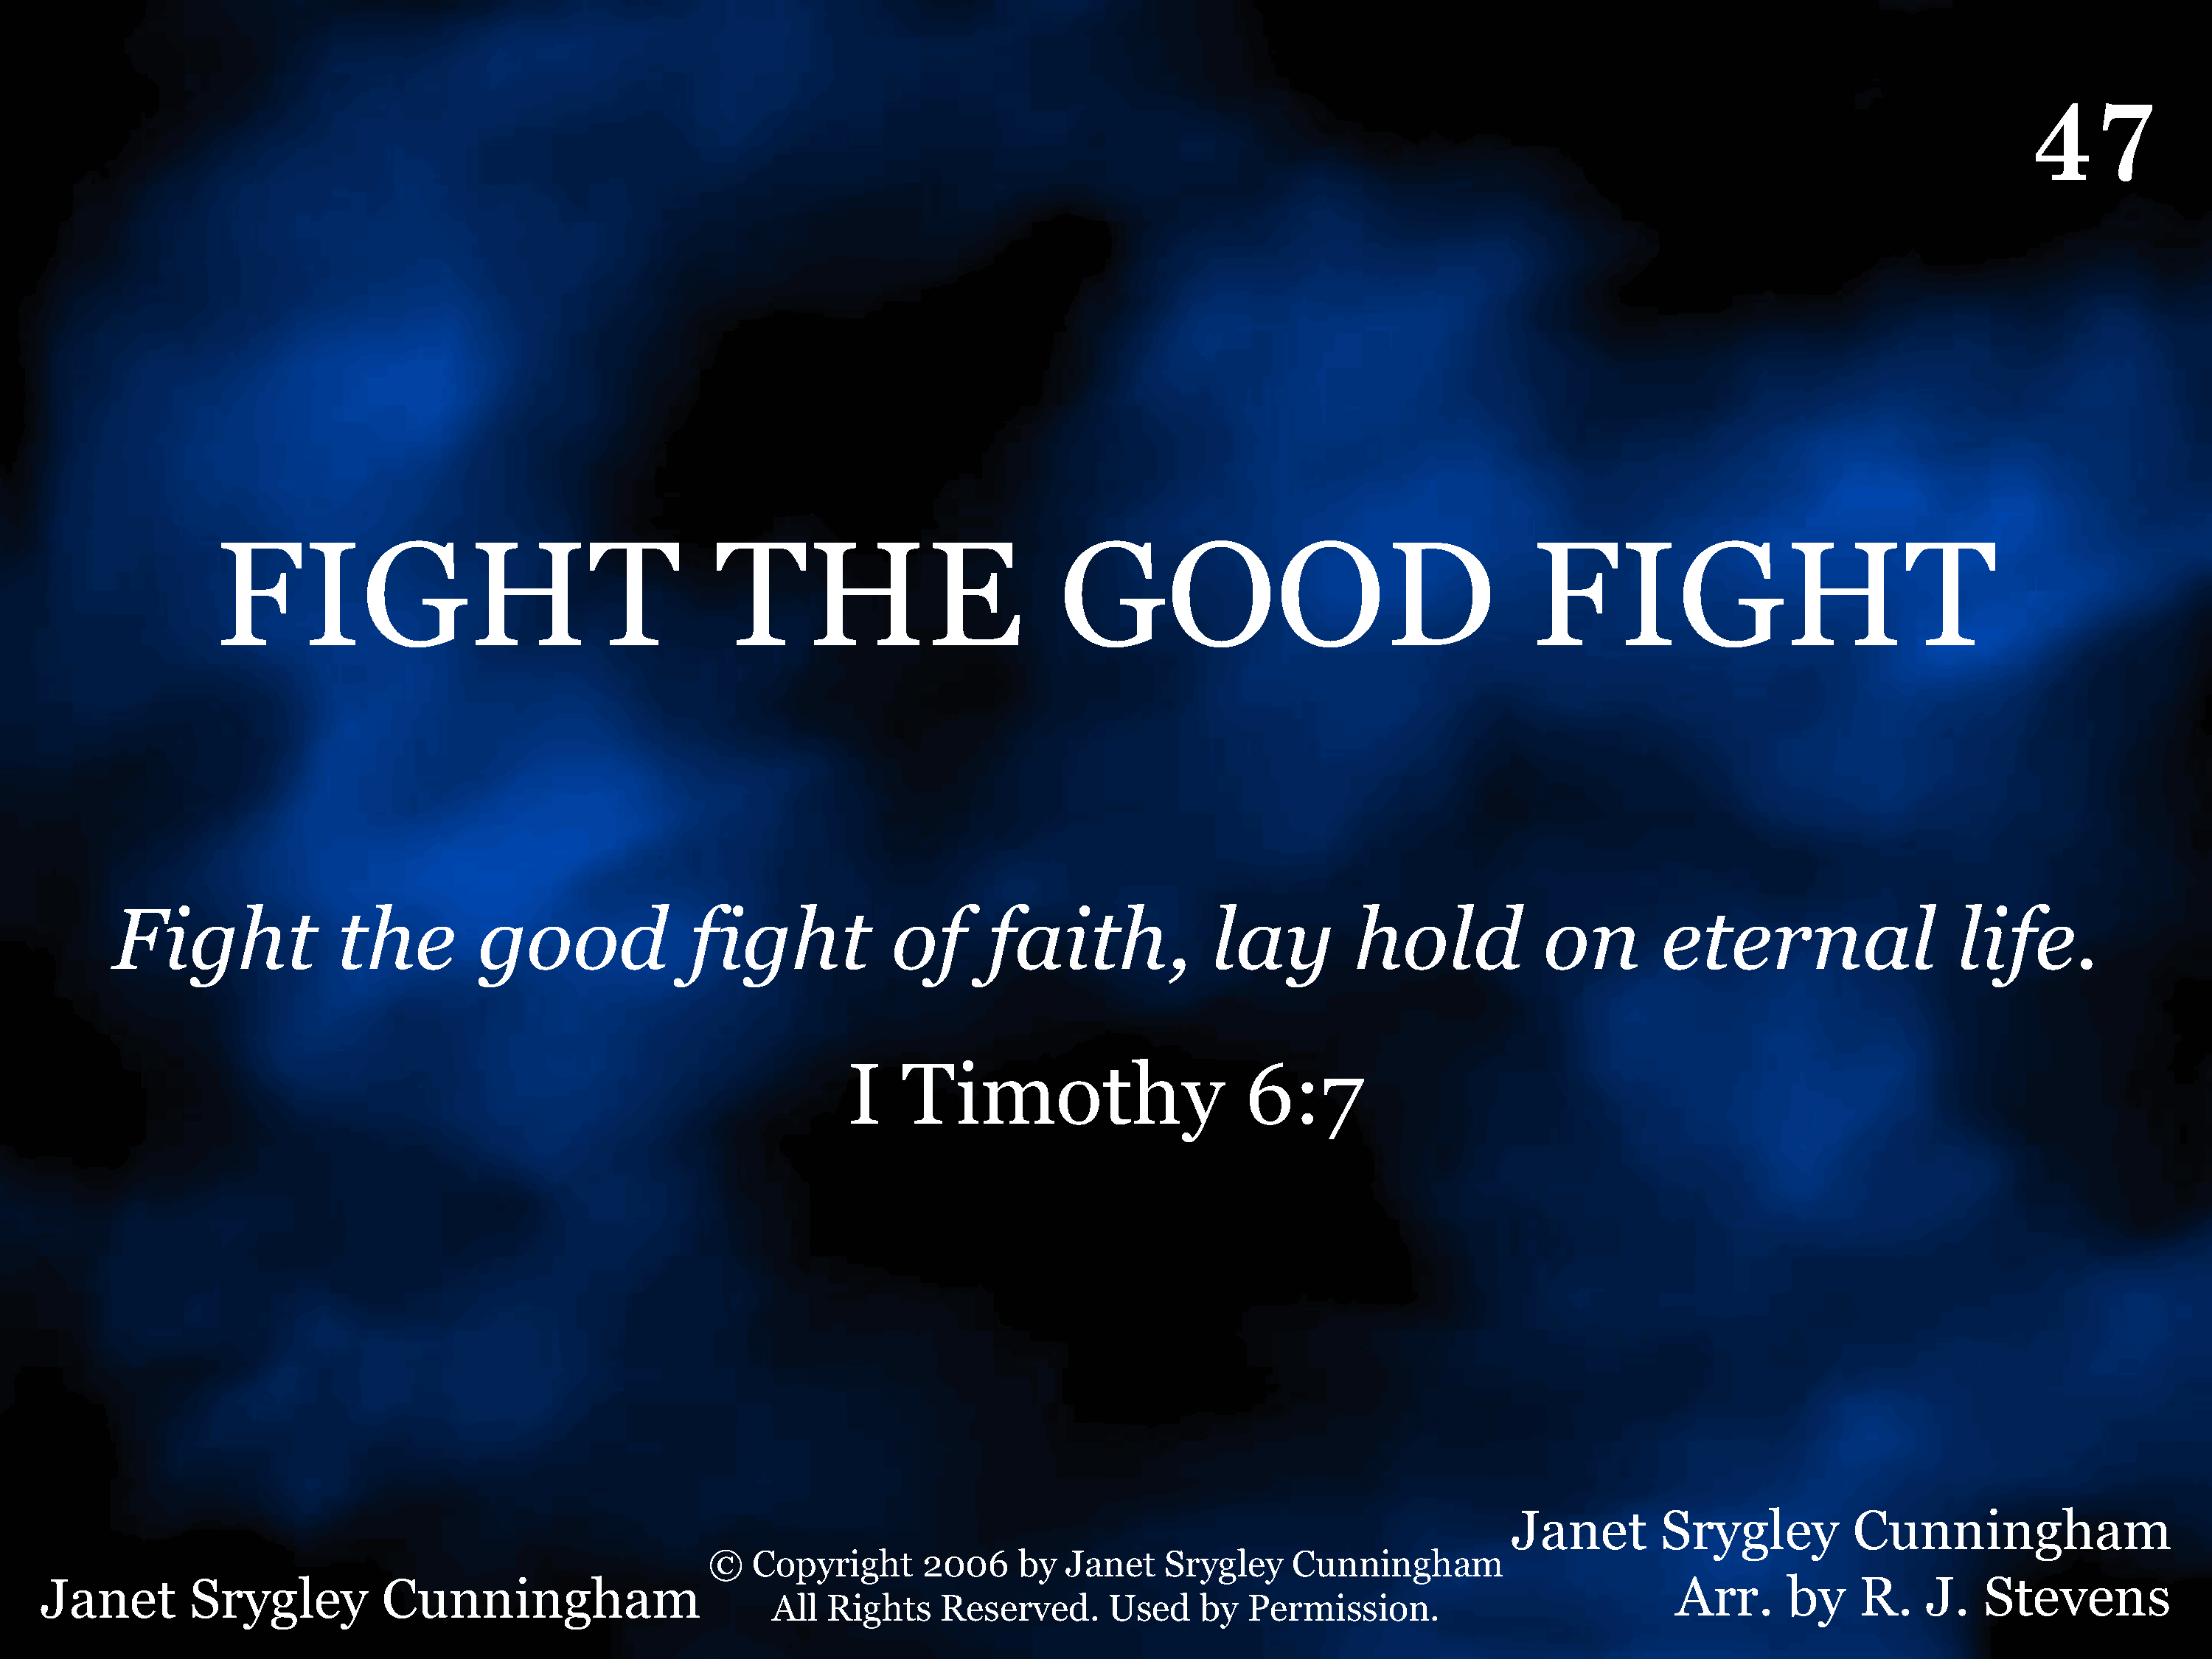 47
FIGHT THE GOOD FIGHT
Fight the good fight of faith, lay hold on eternal life.
I Timothy 6:7
Janet Srygley Cunningham
© Copyright 2006 by Janet Srygley Cunningham
All Rights Reserved. Used by Permission.
Janet Srygley Cunningham
Arr. by R. J. Stevens